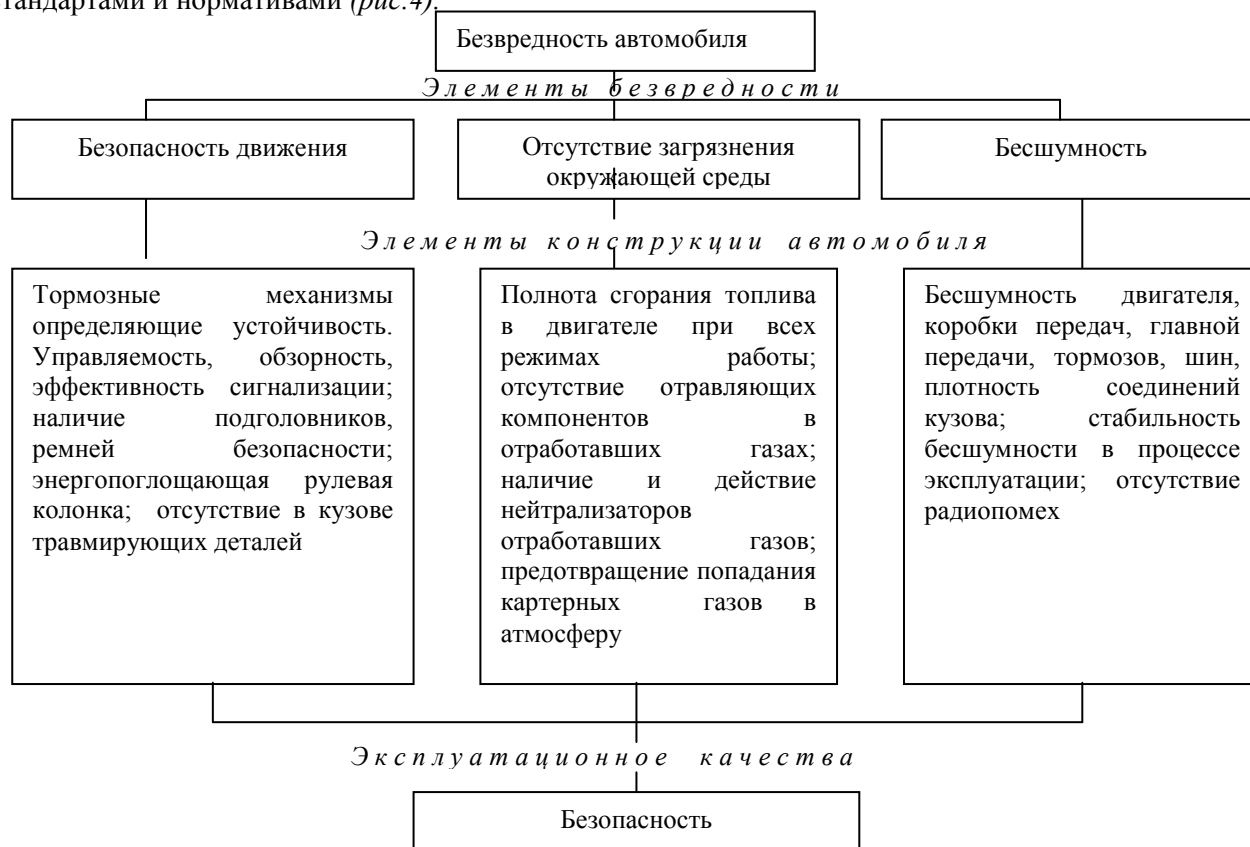 стандартами и нормативами (рис.4).
Безвредность автомобиля
Элементы безвредности
Безопасность движения
Отсутствие загрязнения
окружающей среды
Бесшумность
Элементы конструкции автомобиля
Тормозные механизмы
определяющие устойчивость.
Управляемость, обзорность,
эффективность сигнализации;
наличие подголовников,
ремней безопасности;
энергопоглощающая рулевая
колонка; отсутствие в кузове
травмирующих деталей
Полнота сгорания топлива
в двигателе при всех
режимах работы;
отсутствие отравляющих
компонентов в
отработавших газах;
наличие и действие
нейтрализаторов
отработавших газов;
предотвращение попадания
картерных газов в
атмосферу
Бесшумность двигателя,
коробки передач, главной
передачи, тормозов, шин,
плотность соединений
кузова; стабильность
бесшумности в процессе
эксплуатации; отсутствие
радиопомех
Эксплуатационное качества
Безопасность